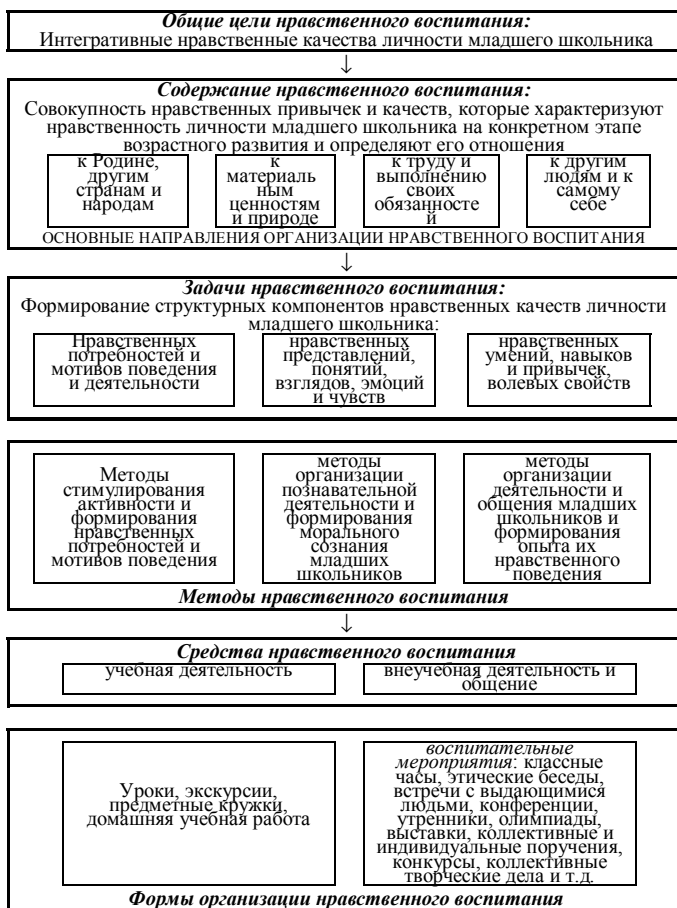 Общие цели нравственного воспитания:
Интегративные нравственные качества личности младшего школьника
↓
Содержание нравственного воспитания:
Совокупность нравственных привычек и качеств, которые характеризуют
нравственность личности младшего школьника на конкретном этапе
возрастного развития и определяют его отношения
к Родине,
другим
странам и
народам
к
материаль
ным
ценностям
и природе
к труду и
выполнению
своих
обязанносте
й
к другим
людям и к
самому
себе
ОСНОВНЫЕ НАПРАВЛЕНИЯ ОРГАНИЗАЦИИ НРАВСТВЕННОГО ВОСПИТАНИЯ
↓
Задачи нравственного воспитания:
Формирование структурных компонентов нравственных качеств личности
младшего школьника:
Нравственных
потребностей и
мотивов поведения
и деятельности
нравственных
представлений,
понятий,
взглядов, эмоций
и чувств
нравственных
умений, навыков
и привычек,
волевых свойств
Методы
стимулирования
активности и
формирования
нравственных
потребностей и
мотивов поведения
методы
организации
познавательной
деятельности и
формирования
морального
сознания
младших
школьников
методы
организации
деятельности и
общения младших
школьников и
формирования
опыта их
нравственного
поведения
Методы нравственного воспитания
↓
Средства нравственного воспитания
учебная деятельность
внеучебная деятельность и
общение
Уроки, экскурсии,
предметные кружки,
домашняя учебная работа
воспитательные
мероприятия: классные
часы, этические беседы,
встречи с выдающимися
людьми, конференции,
утренники, олимпиады,
выставки, коллективные и
индивидуальные поручения,
конкурсы, коллективные
творческие дела и т.д.
Формы организации нравственного воспитания